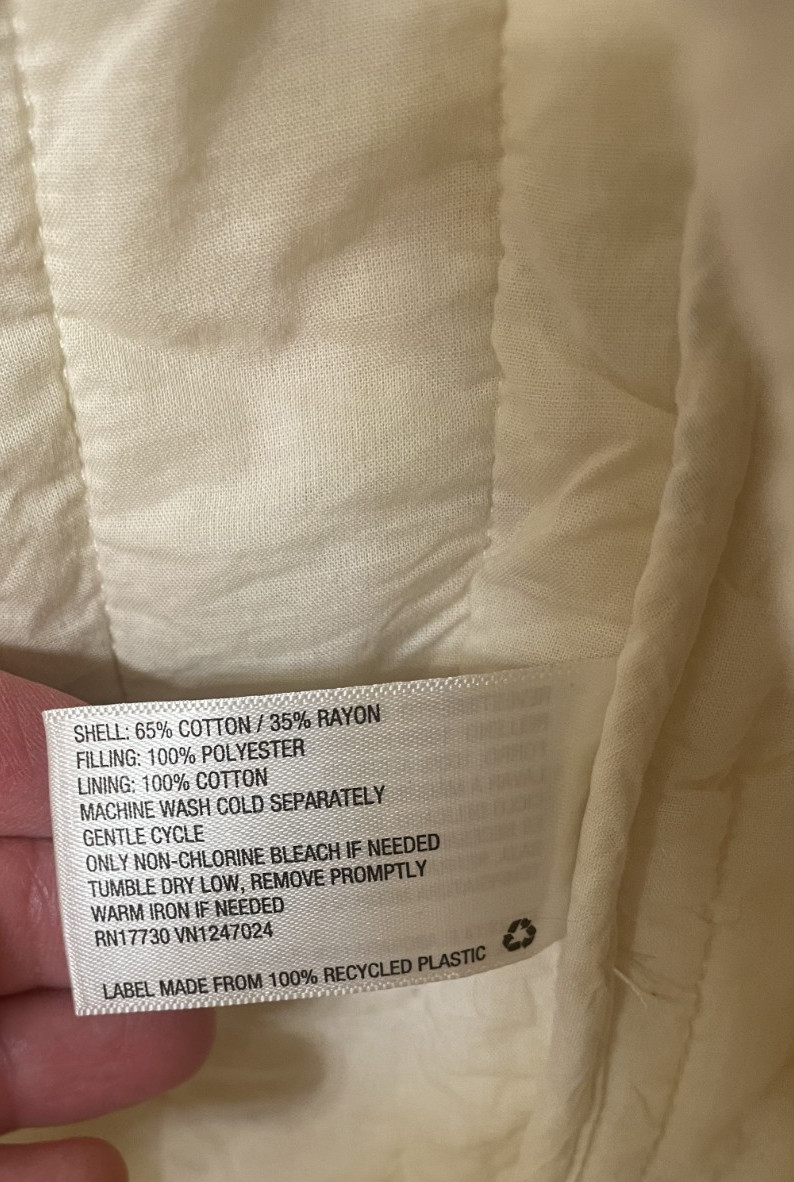 SHELL: 65% COTTON / 35% RAYON
FILLING: 100% POLYESTER
LINING: 100% COTTON
MACHINE WASH COLD SEPARATELY
GENTLE CYCLE
ONLY NON-CHLORINE BLEACH IF NEEDED
TUMBLE DRY LOW, REMOVE PROMPTLY
WARM IRON IF NEEDED
RN17730 VN1247024
LABEL MADE FROM 100% RECYCLED PLASTIC